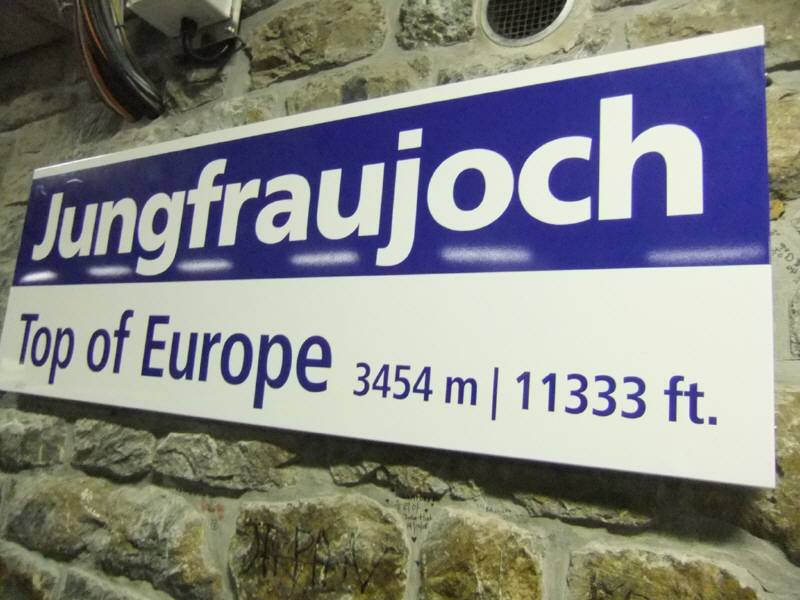 Jungfraujoch
Top of Europe 3454 m | 11333 ft.